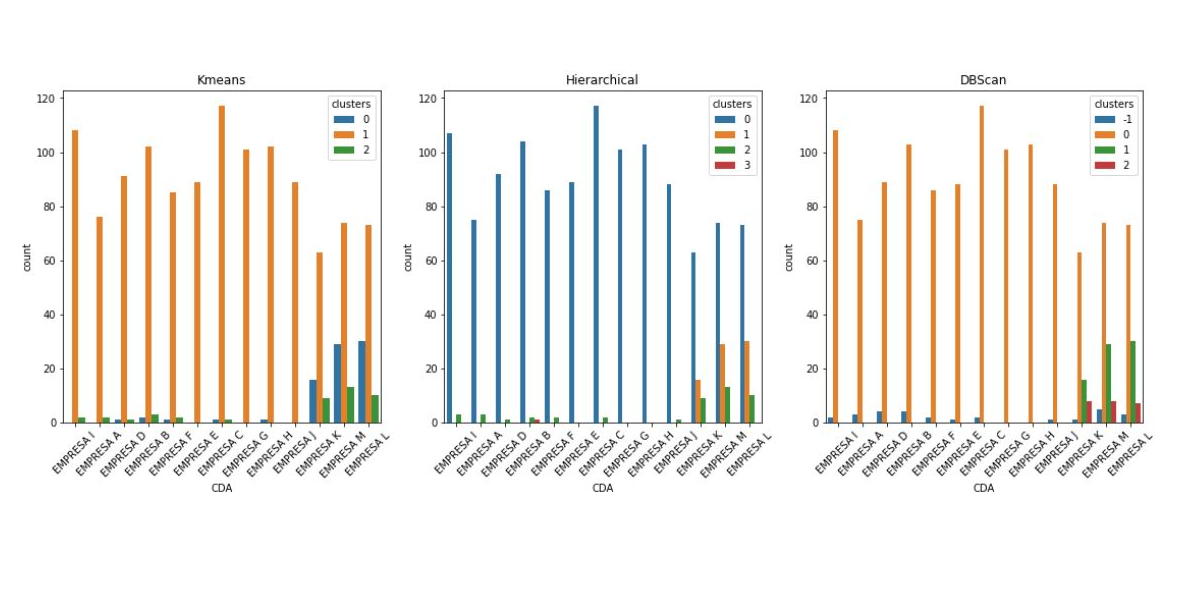 Kmeans
count
120
100
80
60
40
20
0
clusters
0
1
2
EMPRESA I
EMPRESA A
EMPRESA D
EMPRESA B
EMPRESA F
EMPRESA E
EMPRESA C
EMPRESA G
EMPRESA H
EMPRESA J
EMPRESA K
EMPRESA M
EMPRESA L
CDA
Hierarchical
count
120
100
80
60
40
20
0
clusters
0
1
2
3
EMPRESA I
EMPRESA A
EMPRESA D
EMPRESA B
EMPRESA F
EMPRESA E
EMPRESA C
EMPRESA G
EMPRESA H
EMPRESA J
EMPRESA K
EMPRESA M
EMPRESA L
CDA
DBScan
count
120
100
80
60
40
20
0
clusters
-1
0
1
2
EMPRESA I
EMPRESA A
EMPRESA D
EMPRESA B
EMPRESA F
EMPRESA E
EMPRESA C
EMPRESA G
EMPRESA H
EMPRESA J
EMPRESA K
EMPRESA M
EMPRESA L
CDA